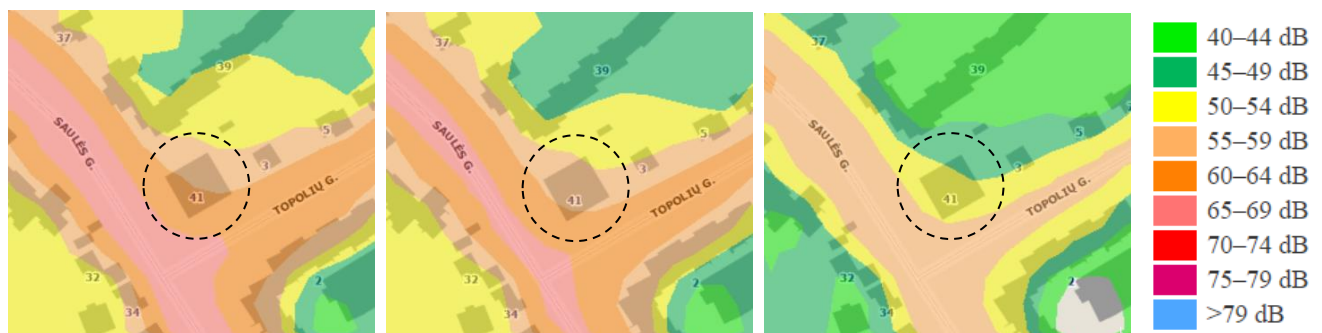 37
39
SAULĖS G.
5
3
41
TOPOLIŲ G.
32
34
2
37
39
SAULĖS G.
5
3
41
TOPOLIŲ G.
32
34
2
37
39
SAULĖS G.
5
3
41
TOPOLIŲ G.
32
34
2
40–44 dB
45–49 dB
50–54 dB
55–59 dB
60–64 dB
65–69 dB
70–74 dB
75–79 dB
>79 dB